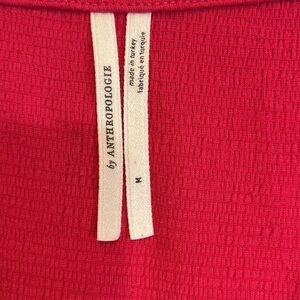 by ANTHROPOLOGIE
made in turkey
fabriqué en turquie
M